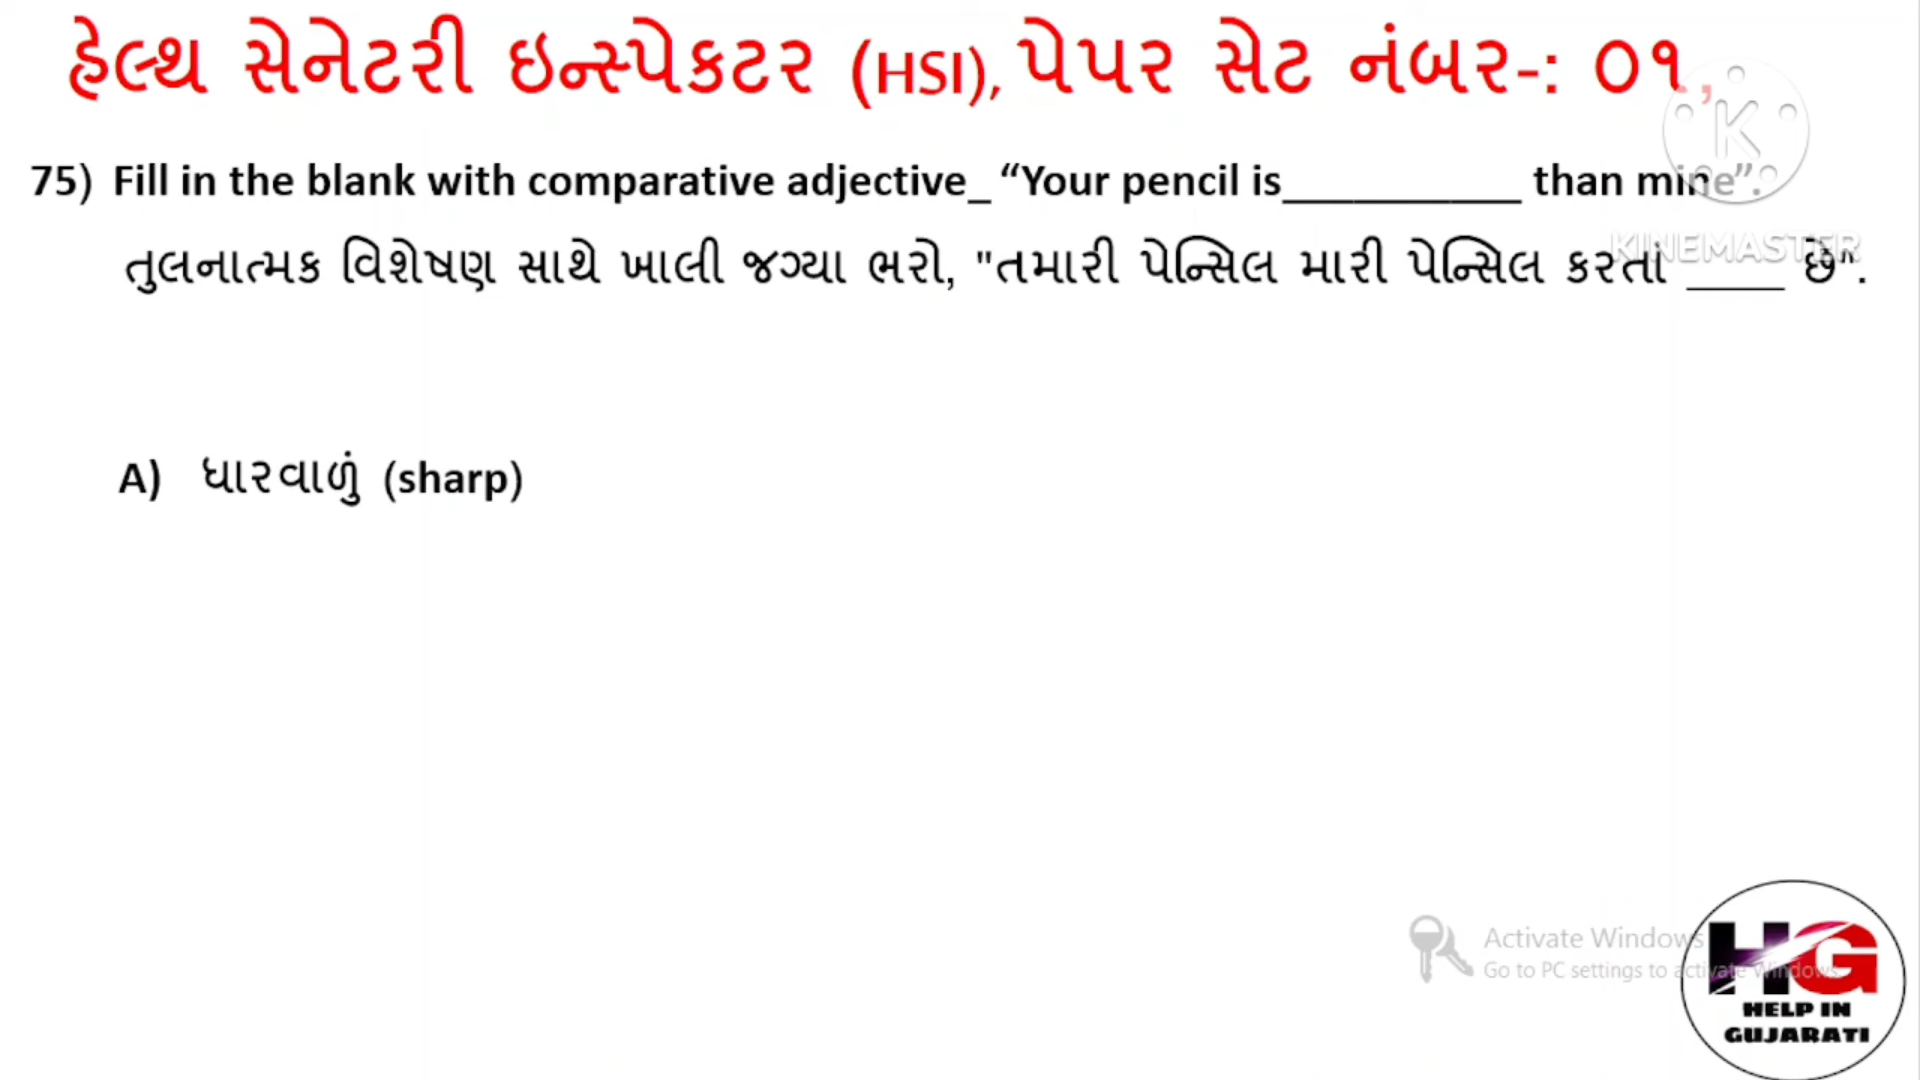 હેલ્થ સેનેટરી ઇન્સ્પેકટર (HSI), પેપર સેટ નંબર-: ૦૧,
75) Fill in the blank with comparative adjective_ “Your pencil is__________ than mine”.
તુલનાત્મક વિશેષણ સાથે ખાલી જગ્યા ભરો, "તમારી પેન્સિલ મારી પેન્સિલ કરતાં ____ છે".
KINEMASTER
A) ધારવાળું (sharp)
Activate Windows
Go to PC settings to activate Windows.
HG
HELP IN
GUJARATI